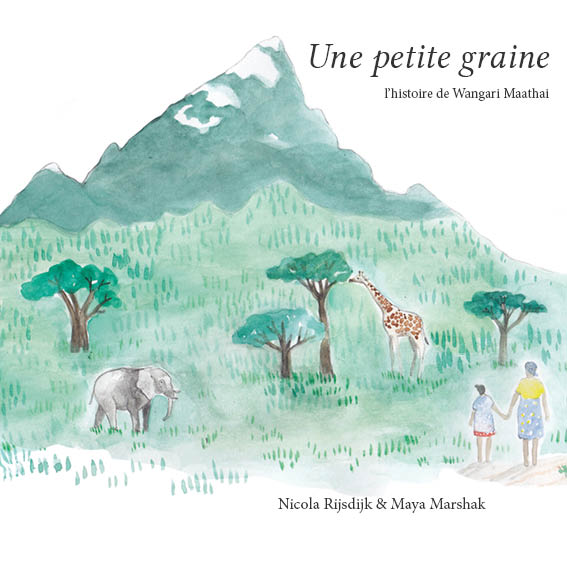 Une petite graine
l'histoire de Wangari Maathai
Nicola Rijsdijk & Maya Marshak